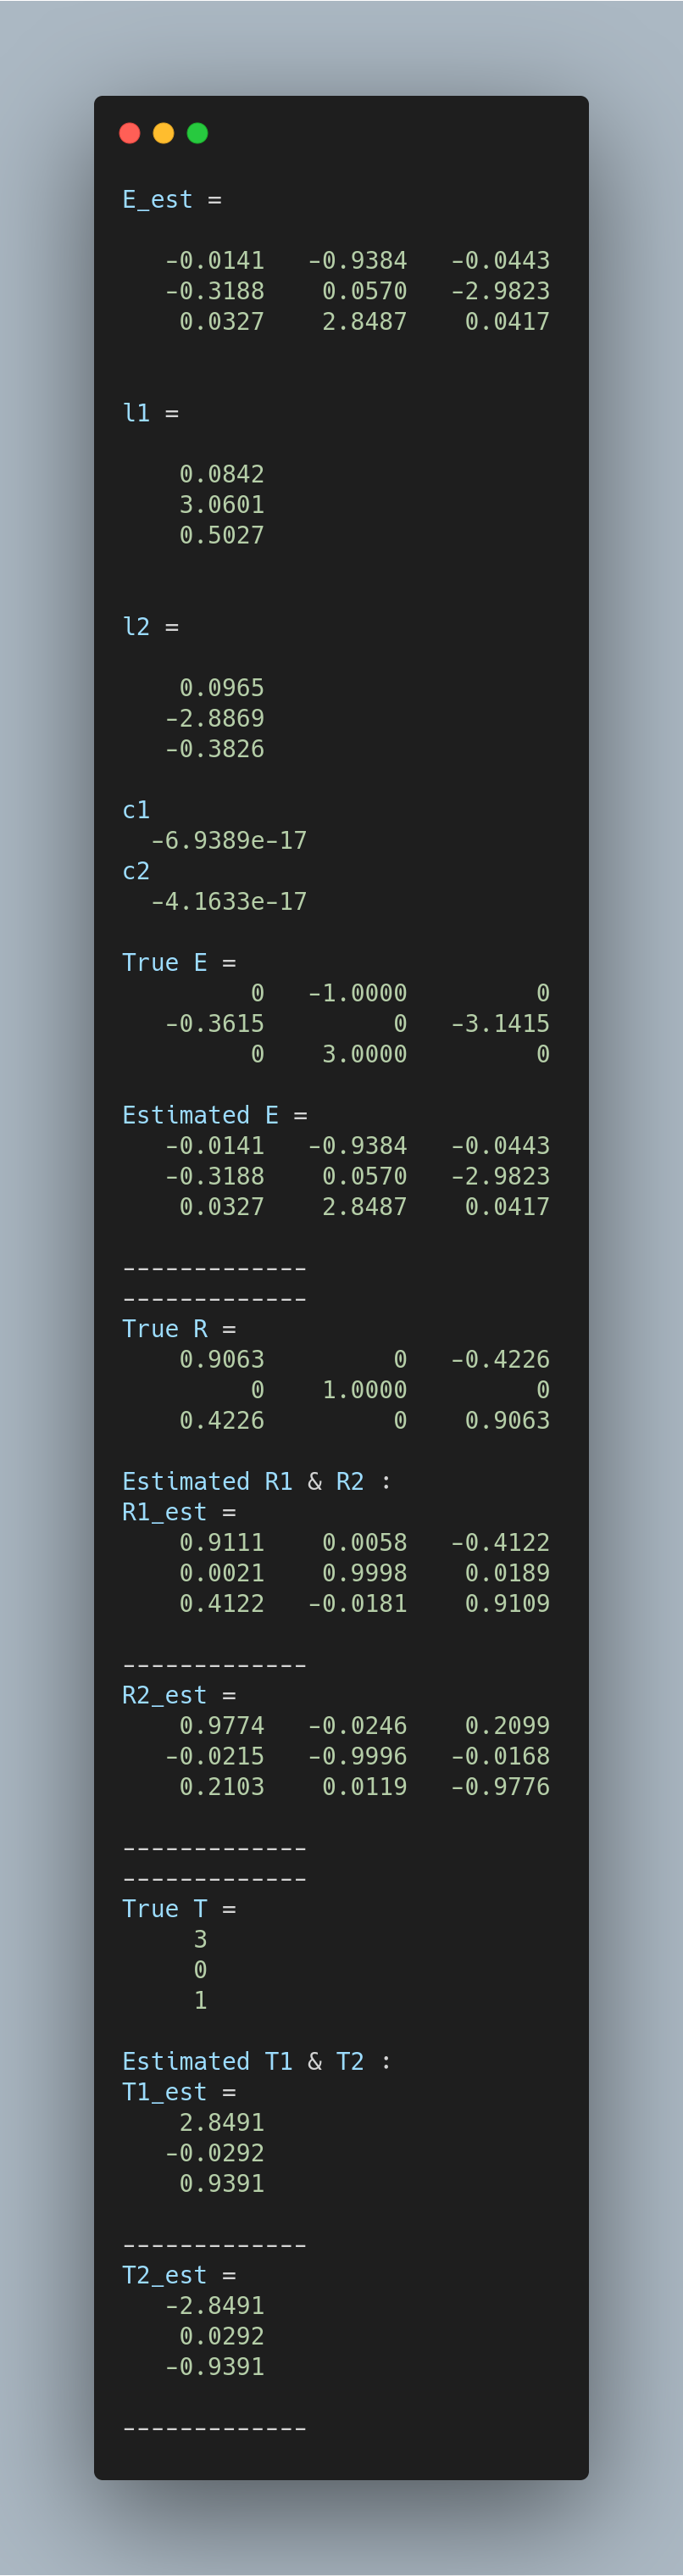 E_est =
-0.0141 -0.9384 -0.0443
-0.3188 0.0570 -2.9823
0.0327 2.8487 0.0417
l1 =
0.0842
3.0601
0.5027
l2 =
0.0965
-2.8869
-0.3826
c1
-6.9389e-17
c2
-4.1633e-17
True E =
0 -1.0000 0
-0.3615 0 -3.1415
0 3.0000 0
Estimated E =
-0.0141 -0.9384 -0.0443
-0.3188 0.0570 -2.9823
0.0327 2.8487 0.0417
-------------
-------------
True R =
0.9063 0 -0.4226
0 1.0000 0
0.4226 0 0.9063
Estimated R1 & R2 :
R1_est =
0.9111 0.0058 -0.4122
0.0021 0.9998 0.0189
0.4122 -0.0181 0.9109
-------------
R2_est =
0.9774 -0.0246 0.2099
-0.0215 -0.9996 -0.0168
0.2103 0.0119 -0.9776
-------------
-------------
True T =
3
0
1
Estimated T1 & T2 :
T1_est =
2.8491
-0.0292
0.9391
-------------
T2_est =
-2.8491
0.0292
-0.9391
-------------